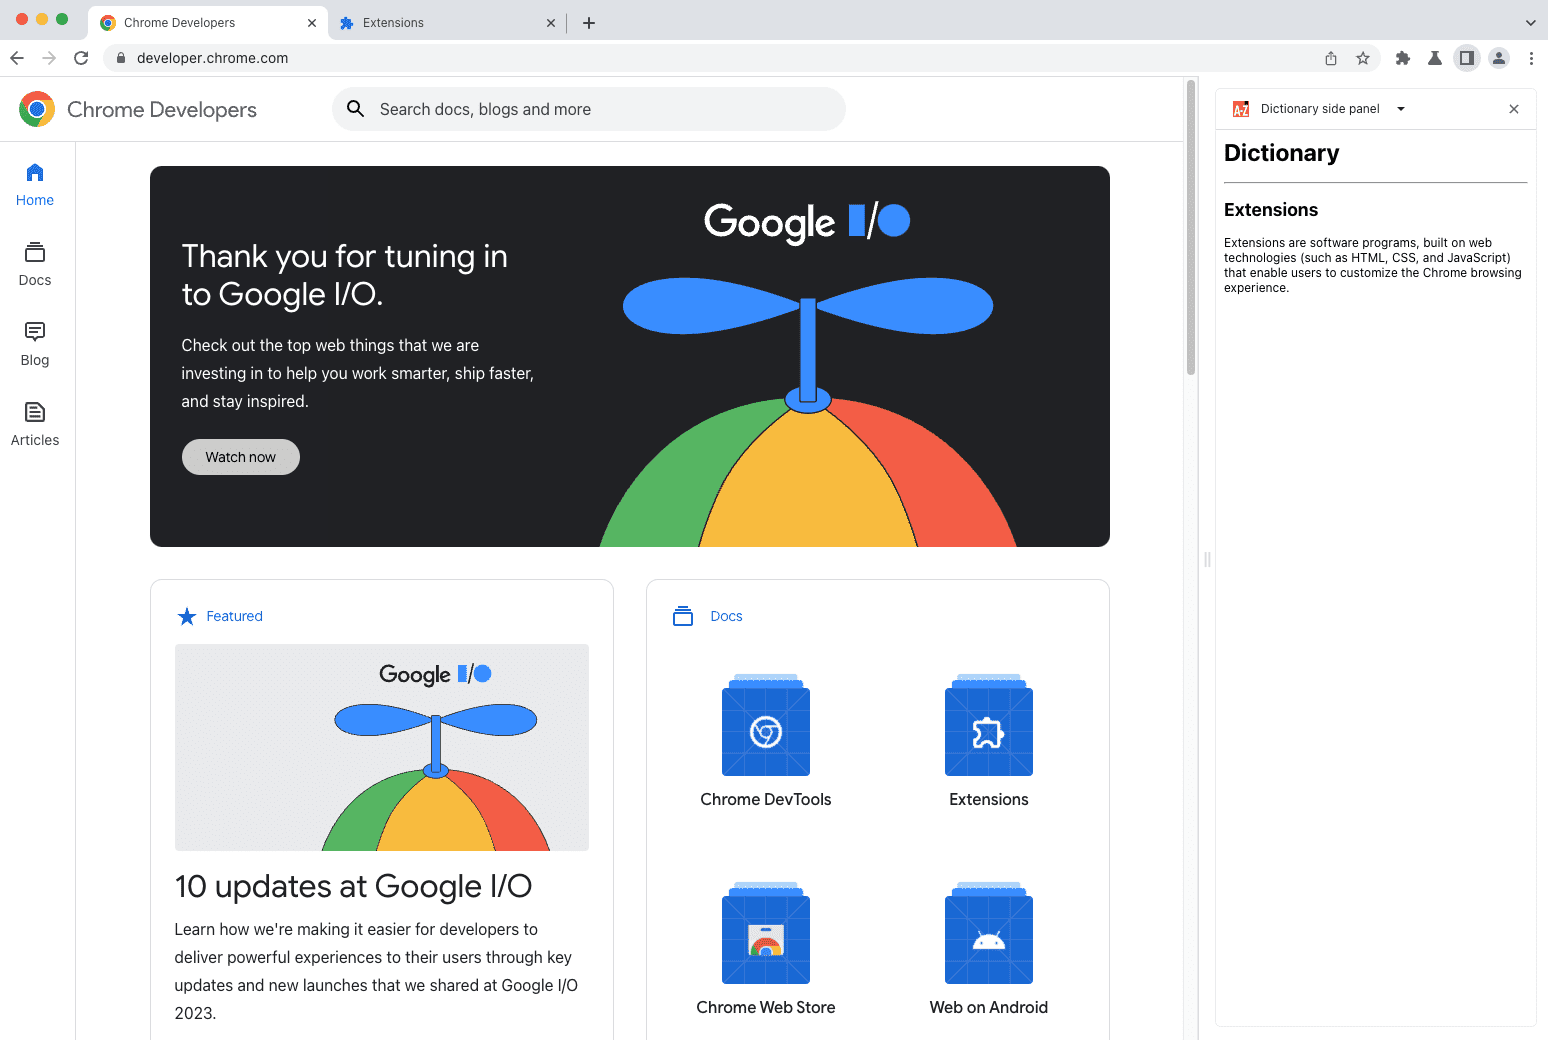 Chrome Developers
Extensions
developer.chrome.com
Chrome Developers
Search docs, blogs and more
Home
Docs
Blog
Articles
Google I/O
Thank you for tuning in
to Google I/O.
Check out the top web things that we are
investing in to help you work smarter, ship faster,
and stay inspired.
Watch now
Featured
Google I/O
10 updates at Google I/O
Learn how we're making it easier for developers to
deliver powerful experiences to their users through key
updates and new launches that we shared at Google I/O
2023.
Docs
Chrome DevTools
Extensions
Chrome Web Store
Web on Android
A-Z
Dictionary side panel
Dictionary
Extensions
Extensions are software programs, built on web
technologies (such as HTML, CSS, and JavaScript)
that enable users to customize the Chrome browsing
experience.